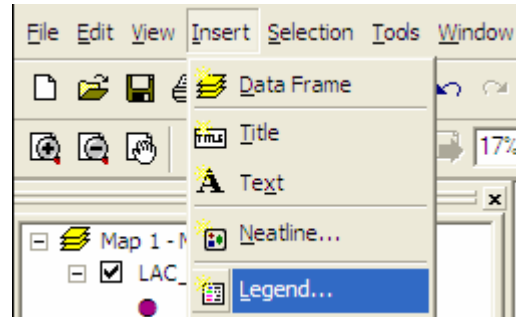 File Edit View Insert Selection Tools Window
Data Frame
Title
17%
A Text
Map 1 - M
Neatline...
LAC_
Legend...